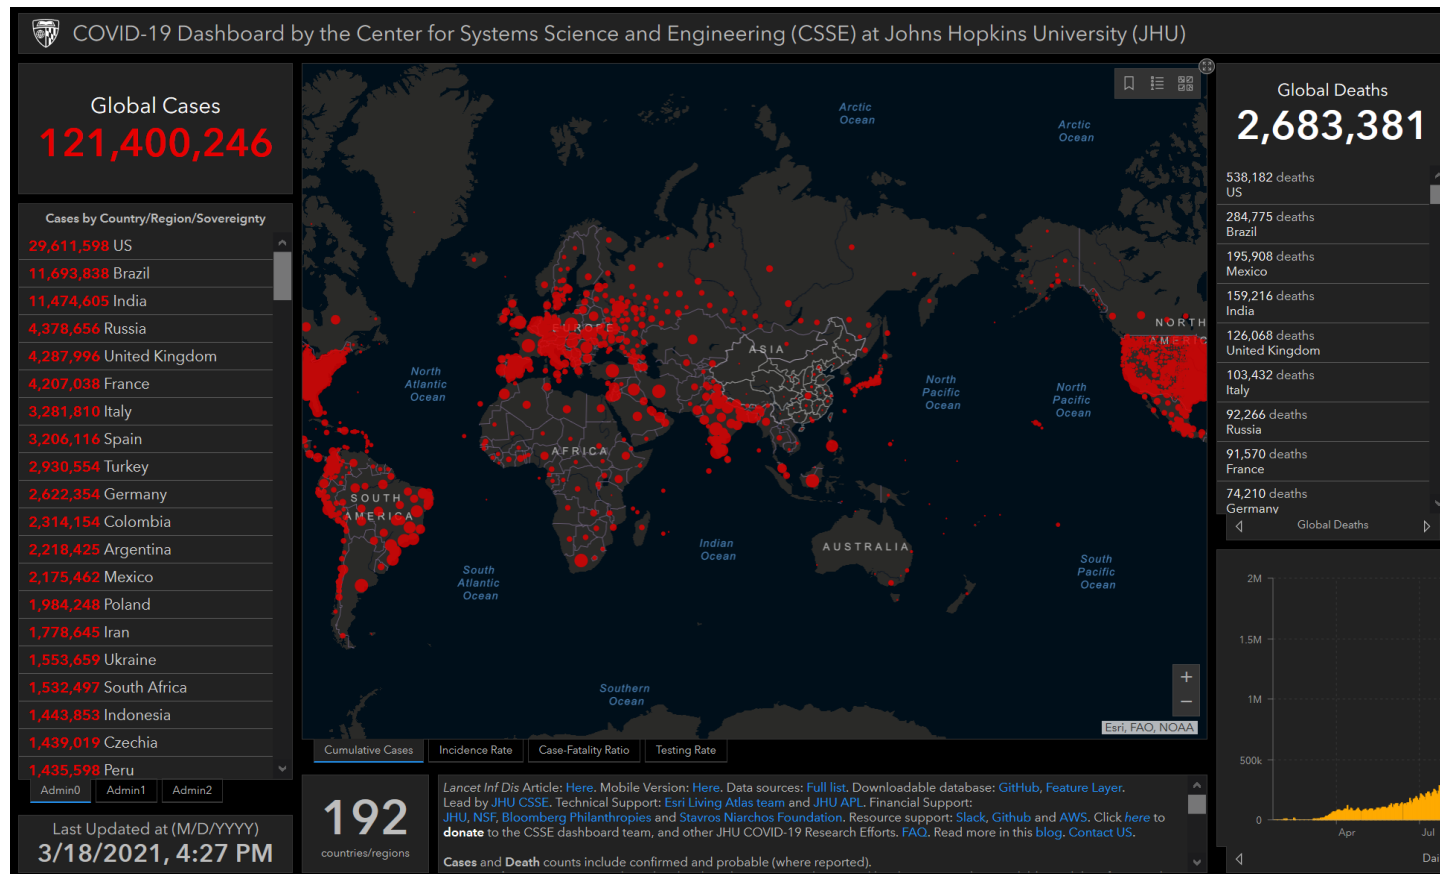 COVID-19 Dashboard by the Center for Systems Science and Engineering (CSSE) at Johns Hopkins University (JHU)
Global Cases
121,400,246
Cases by Country/Region/Sovereignty
29,611,598 US
11,693,838 Brazil
11,474,605 India
4,378,656 Russia
4,287,996 United Kingdom
4,207,038 France
3,281,810 Italy
3,206,116 Spain
2,930,554 Turkey
2,622,354 Germany
2,314,154 Colombia
2,218,425 Argentina
2,175,462 Mexico
1,984,248 Poland
1,778,645 Iran
1,553,659 Ukraine
1,532,497 South Africa
1,443,853 Indonesia
1,439,019 Czechia
1,435,598 Peru
Admin0
Admin1
Admin2
Last Updated at (M/D/YYYY)
3/18/2021, 4:27 PM
Arctic
Ocean
Arctic
Ocean
EUROPE
ASIA
NORTH
AMERIC
North
Atlantic
Ocean
North
Pacific
Ocean
North
Pacific
Ocean
AFRICA
SOUTH
AMERICA
Indian
Ocean
AUSTRALIA
South
Atlantic
Ocean
South
Pacific
Ocean
Southern
Ocean
+
−
Esri, FAO, NOAA
Cumulative Cases
Incidence Rate
Case-Fatality Ratio
Testing Rate
192
countries/regions
Lancet Inf Dis Article: Here. Mobile Version: Here. Data sources: Full list. Downloadable database: GitHub, Feature Layer.
Lead by JHU CSSE. Technical Support: Esri Living Atlas team and JHU APL. Financial Support:
JHU, NSF, Bloomberg Philanthropies and Stavros Niarchos Foundation. Resource support: Slack, Github and AWS. Click here to
donate to the CSSE dashboard team, and other JHU COVID-19 Research Efforts. FAQ. Read more in this blog. Contact US.
Cases and Death counts include confirmed and probable (where reported).
Global Deaths
2,683,381
538,182 deaths
US
284,775 deaths
Brazil
195,908 deaths
Mexico
159,216 deaths
India
126,068 deaths
United Kingdom
103,432 deaths
Italy
92,266 deaths
Russia
91,570 deaths
France
74,210 deaths
Germany
Global Deaths
2M
1.5M
1M
500k
0
Apr
Jul
Dai